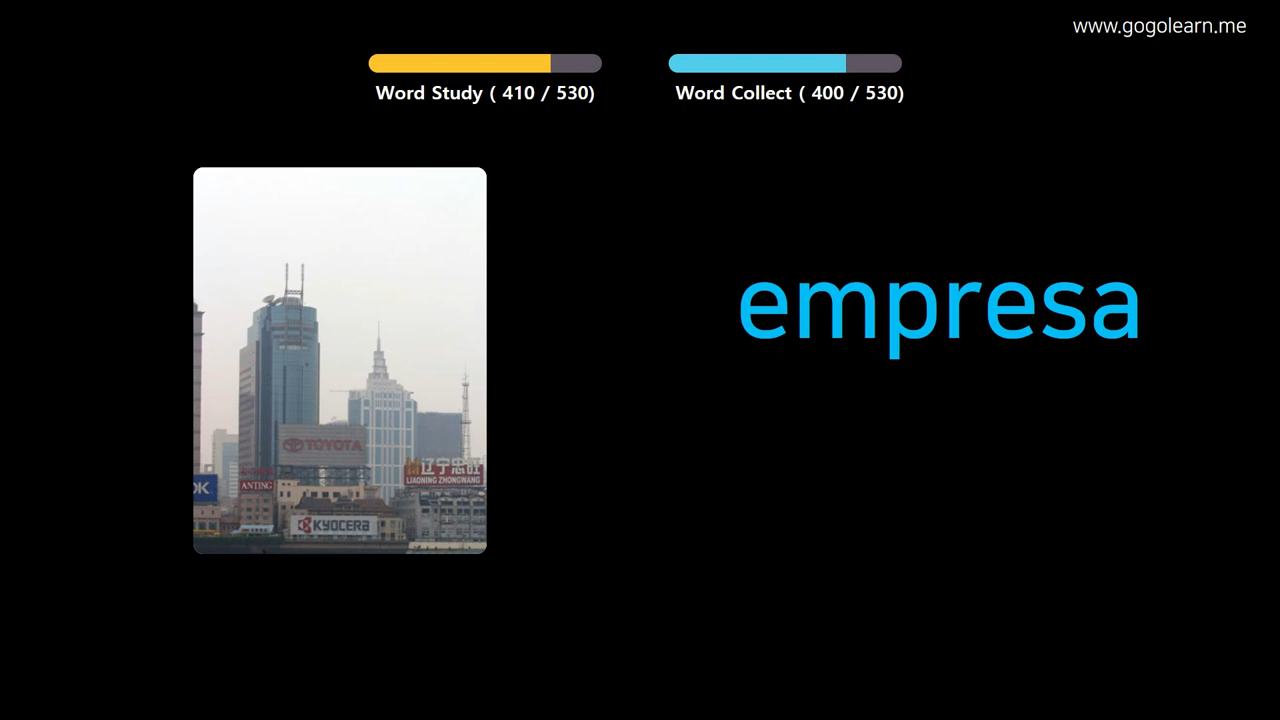 www.gogolearn.me
Word Study ( 410 / 530)
Word Collect ( 400 / 530)
empresa
TOYOTA
辽宁忠旺
LIAONING ZHONGWANG
ANTING
OK
KYOCERA